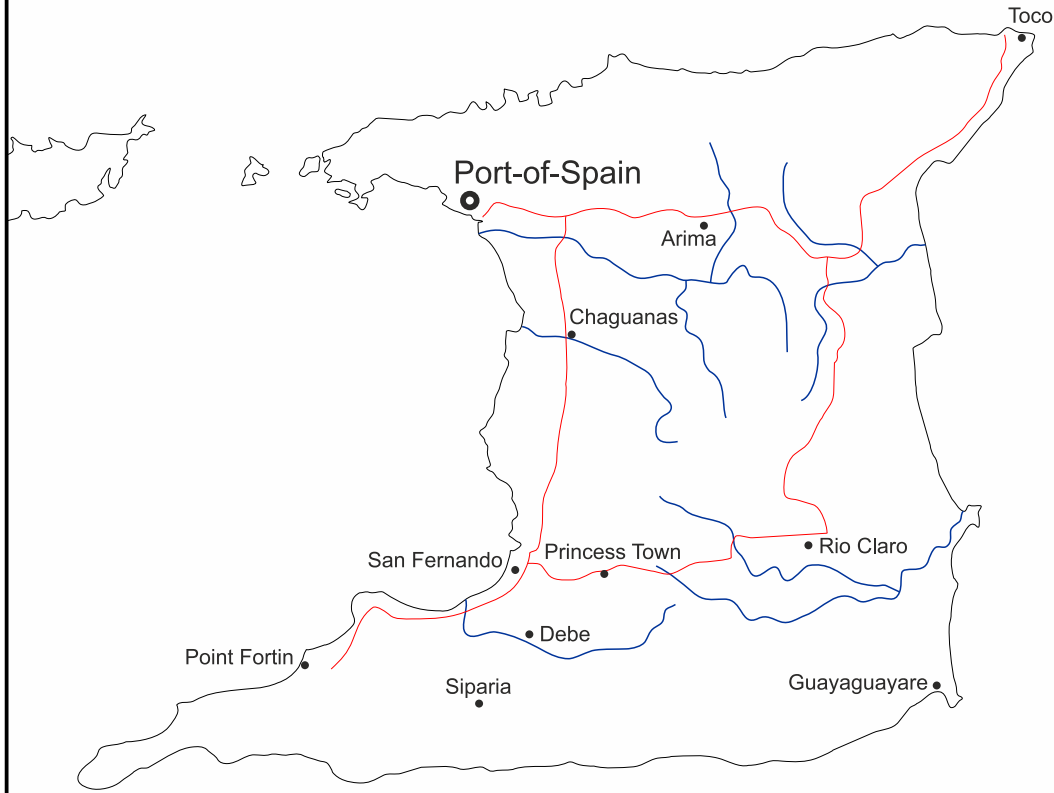 Toco
Port-of-Spain
Arima
Chaguanas
San Fernando
Princess Town
Rio Claro
Debe
Point Fortin
Siparia
Guayaguayare